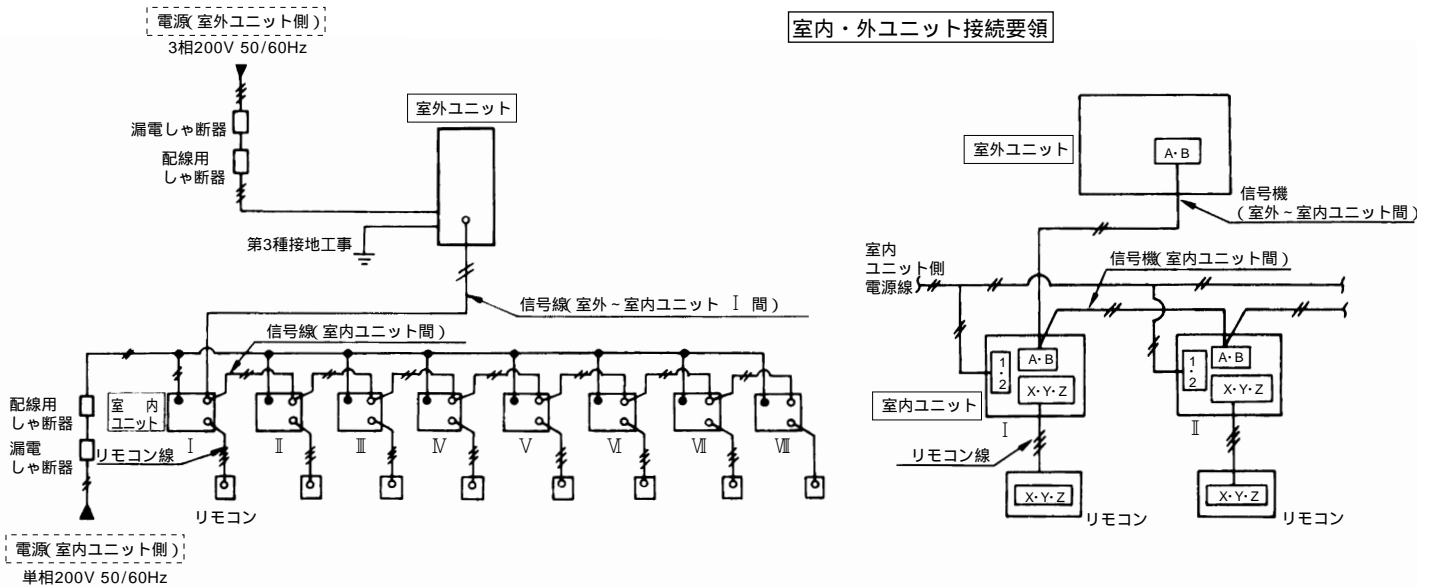 電源(室外ユニット側)
3相200V 50/60Hz
漏電しゃ断器
配線用
しゃ断器
室外ユニット
第3種接地工事
信号線(室外~室内ユニット Ⅰ 間)
信号線(室内ユニット間)
配線用
しゃ断器
漏電
しゃ断器
室 内
ユニット
Ⅰ
Ⅱ
Ⅲ
Ⅳ
Ⅴ
Ⅵ
Ⅶ
Ⅷ
リモコン線
リモコン
電源(室内ユニット側)
単相200V 50/60Hz
室内・外ユニット接続要領
室外ユニット
A・B
信号機
(室外~室内ユニット間)
室内
ユニット側
電源線
信号機(室内ユニット間)
1・2
A・B
X・Y・Z
1・2
A・B
X・Y・Z
室内ユニット
Ⅰ
Ⅱ
リモコン線
X・Y・Z
リモコン
X・Y・Z
リモコン